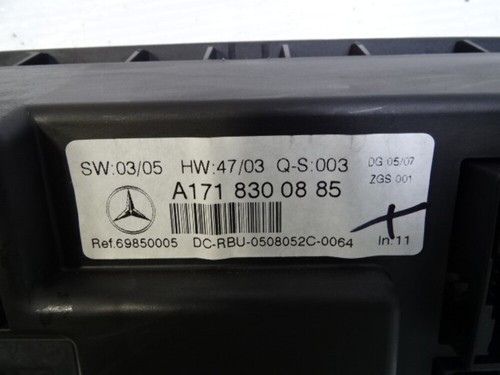 SW:03/05 HW:47/03 Q-S:003 DG:05/07
ZGS 001
A171 830 08 85
Ref.69850005 DC-RBU-0508052C-0064 In:11